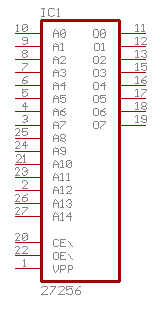 IC1
10 A0 O0 11
9 A1 O1 12
8 A2 O2 13
7 A3 O3 15
6 A4 O4 16
5 A5 O5 17
4 A6 O6 18
3 A7 O7 19
25 A8
24 A9
21 A10
23 A11
2 A12
26 A13
27 A14
20 CE\
22 OE\
1 VPP
27256